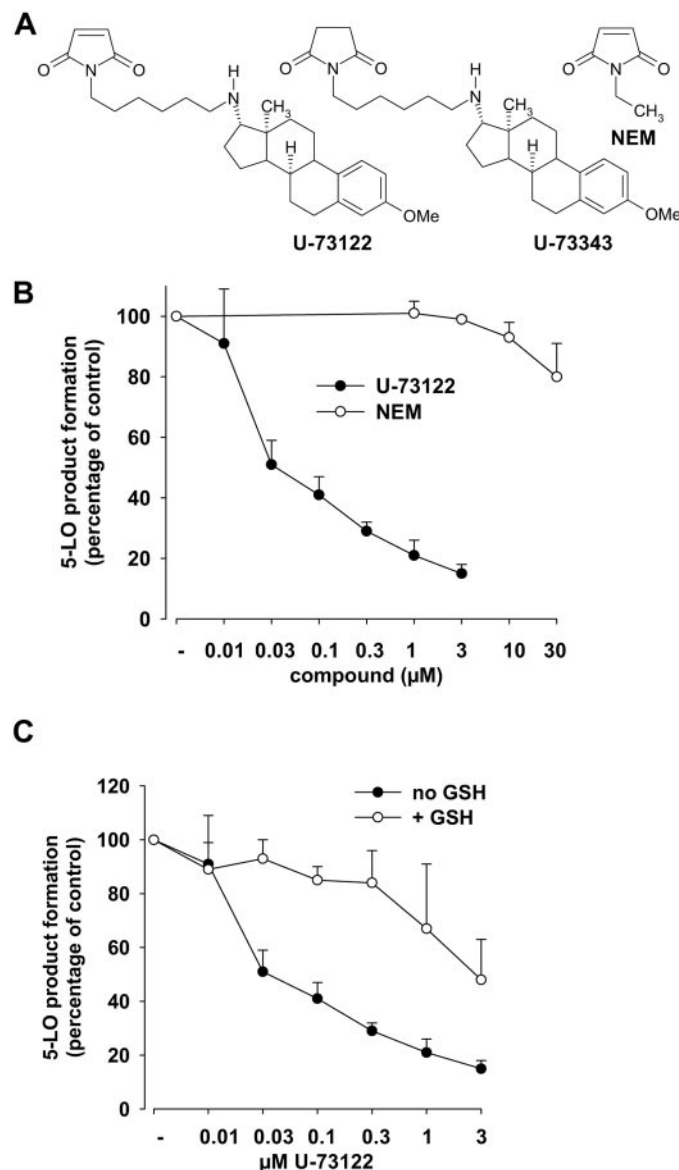 A
O
N
O
H
N
CH3
H
OMe
U-73122
O
N
O
H
N
CH3
H
OMe
U-73343
O
N
O
CH3
NEM
B
5-LO product formation
(percentage of control)
100
80
60
40
20
0
U-73122
NEM
- 0.01 0.03 0.1 0.3 1 3 10 30
compound (µM)
C
5-LO product formation
(percentage of control)
120
100
80
60
40
20
0
no GSH
+ GSH
- 0.01 0.03 0.1 0.3 1 3
µM U-73122